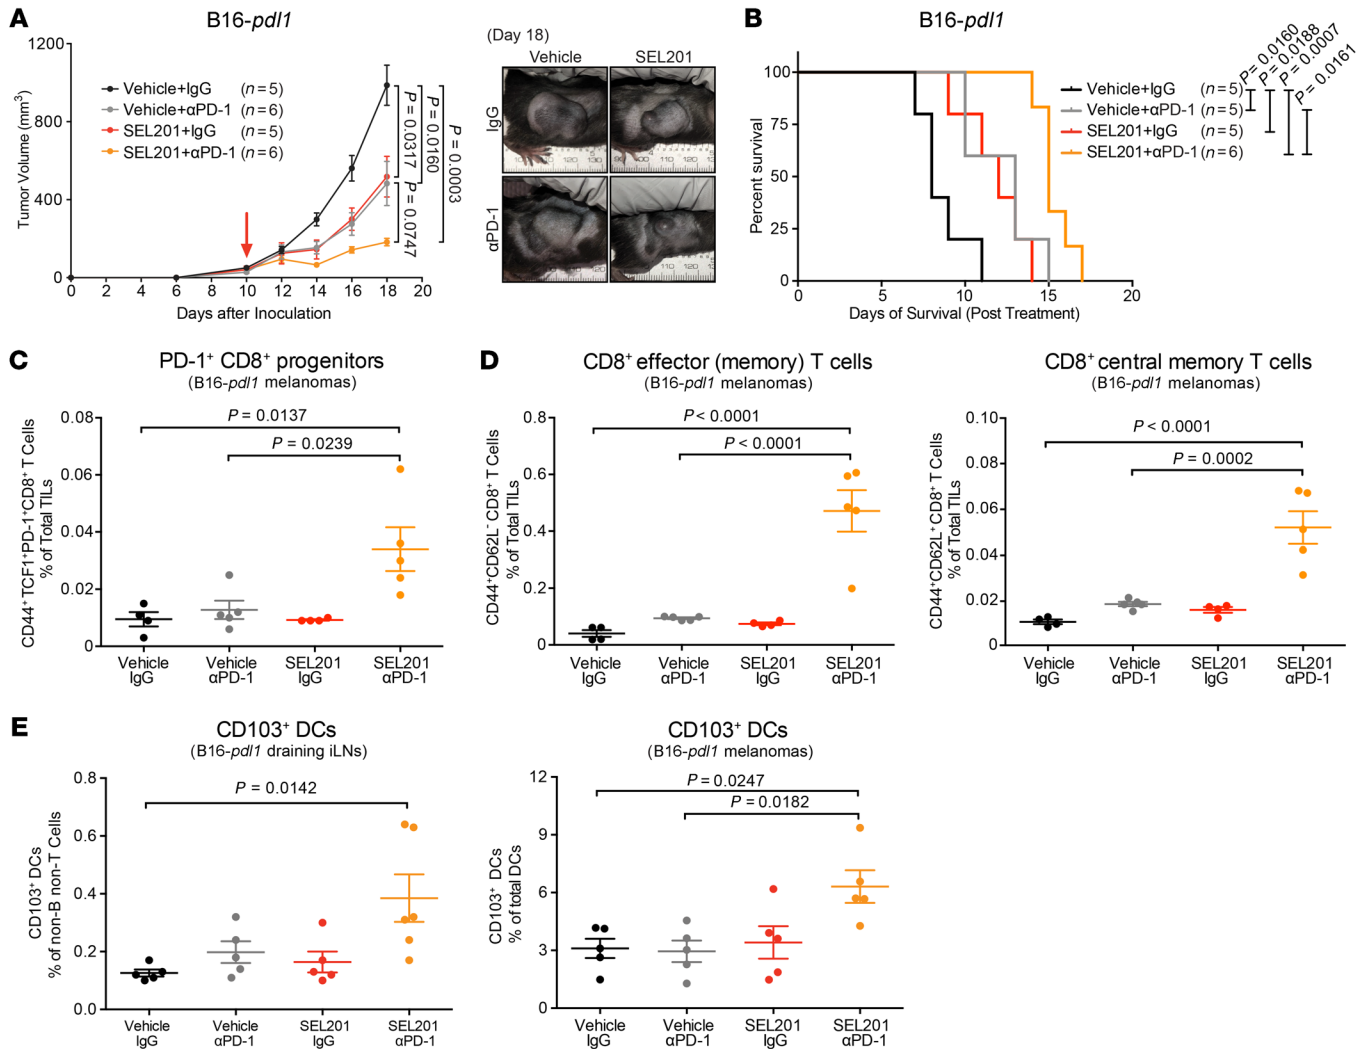 A
B16-pdl1
Tumor Volume (mm³)
1200
800
400
0
0 2 4 6 8 10 12 14 16 18 20
Days after Inoculation
Vehicle+IgG (n=5)
Vehicle+αPD-1 (n=6)
SEL201+IgG (n=5)
SEL201+αPD-1 (n=6)
P = 0.0317
P = 0.0160
P = 0.0003
P = 0.0747
(Day 18)
Vehicle SEL201
IgG
αPD-1
B
B16-pdl1
Percent survival
100
75
50
25
0
0 5 10 15 20
Days of Survival (Post Treatment)
Vehicle+IgG (n=5)
Vehicle+αPD-1 (n=5)
SEL201+IgG (n=5)
SEL201+αPD-1 (n=6)
P = 0.0160
P = 0.0188
P = 0.0007
P = 0.0161
C
PD-1⁺ CD8⁺ progenitors
(B16-pdl1 melanomas)
CD44⁺TCF1⁺PD-1⁺CD8⁺ T Cells
% of Total TILs
0.08
0.06
0.04
0.02
0
P = 0.0137
P = 0.0239
Vehicle Vehicle SEL201 SEL201
IgG αPD-1 IgG αPD-1
D
CD8⁺ effector (memory) T cells
(B16-pdl1 melanomas)
CD44⁺CD62L⁻ CD8⁺ T Cells
% of Total TILs
0.8
0.6
0.4
0.2
0
P < 0.0001
P < 0.0001
Vehicle Vehicle SEL201 SEL201
IgG αPD-1 IgG αPD-1
CD8⁺ central memory T cells
(B16-pdl1 melanomas)
CD44⁺CD62L⁺ CD8⁺ T Cells
% of Total TILs
0.10
0.08
0.06
0.04
0.02
0
P < 0.0001
P = 0.0002
Vehicle Vehicle SEL201 SEL201
IgG αPD-1 IgG αPD-1
E
CD103⁺ DCs
(B16-pdl1 draining iLNs)
CD103⁺ DCs
% of non-B non-T Cells
0.8
0.6
0.4
0.2
0.0
P = 0.0142
Vehicle Vehicle SEL201 SEL201
IgG αPD-1 IgG αPD-1
CD103⁺ DCs
(B16-pdl1 melanomas)
CD103⁺ DCs
% of total DCs
12
9
6
3
0
P = 0.0247
P = 0.0182
Vehicle Vehicle SEL201 SEL201
IgG αPD-1 IgG αPD-1